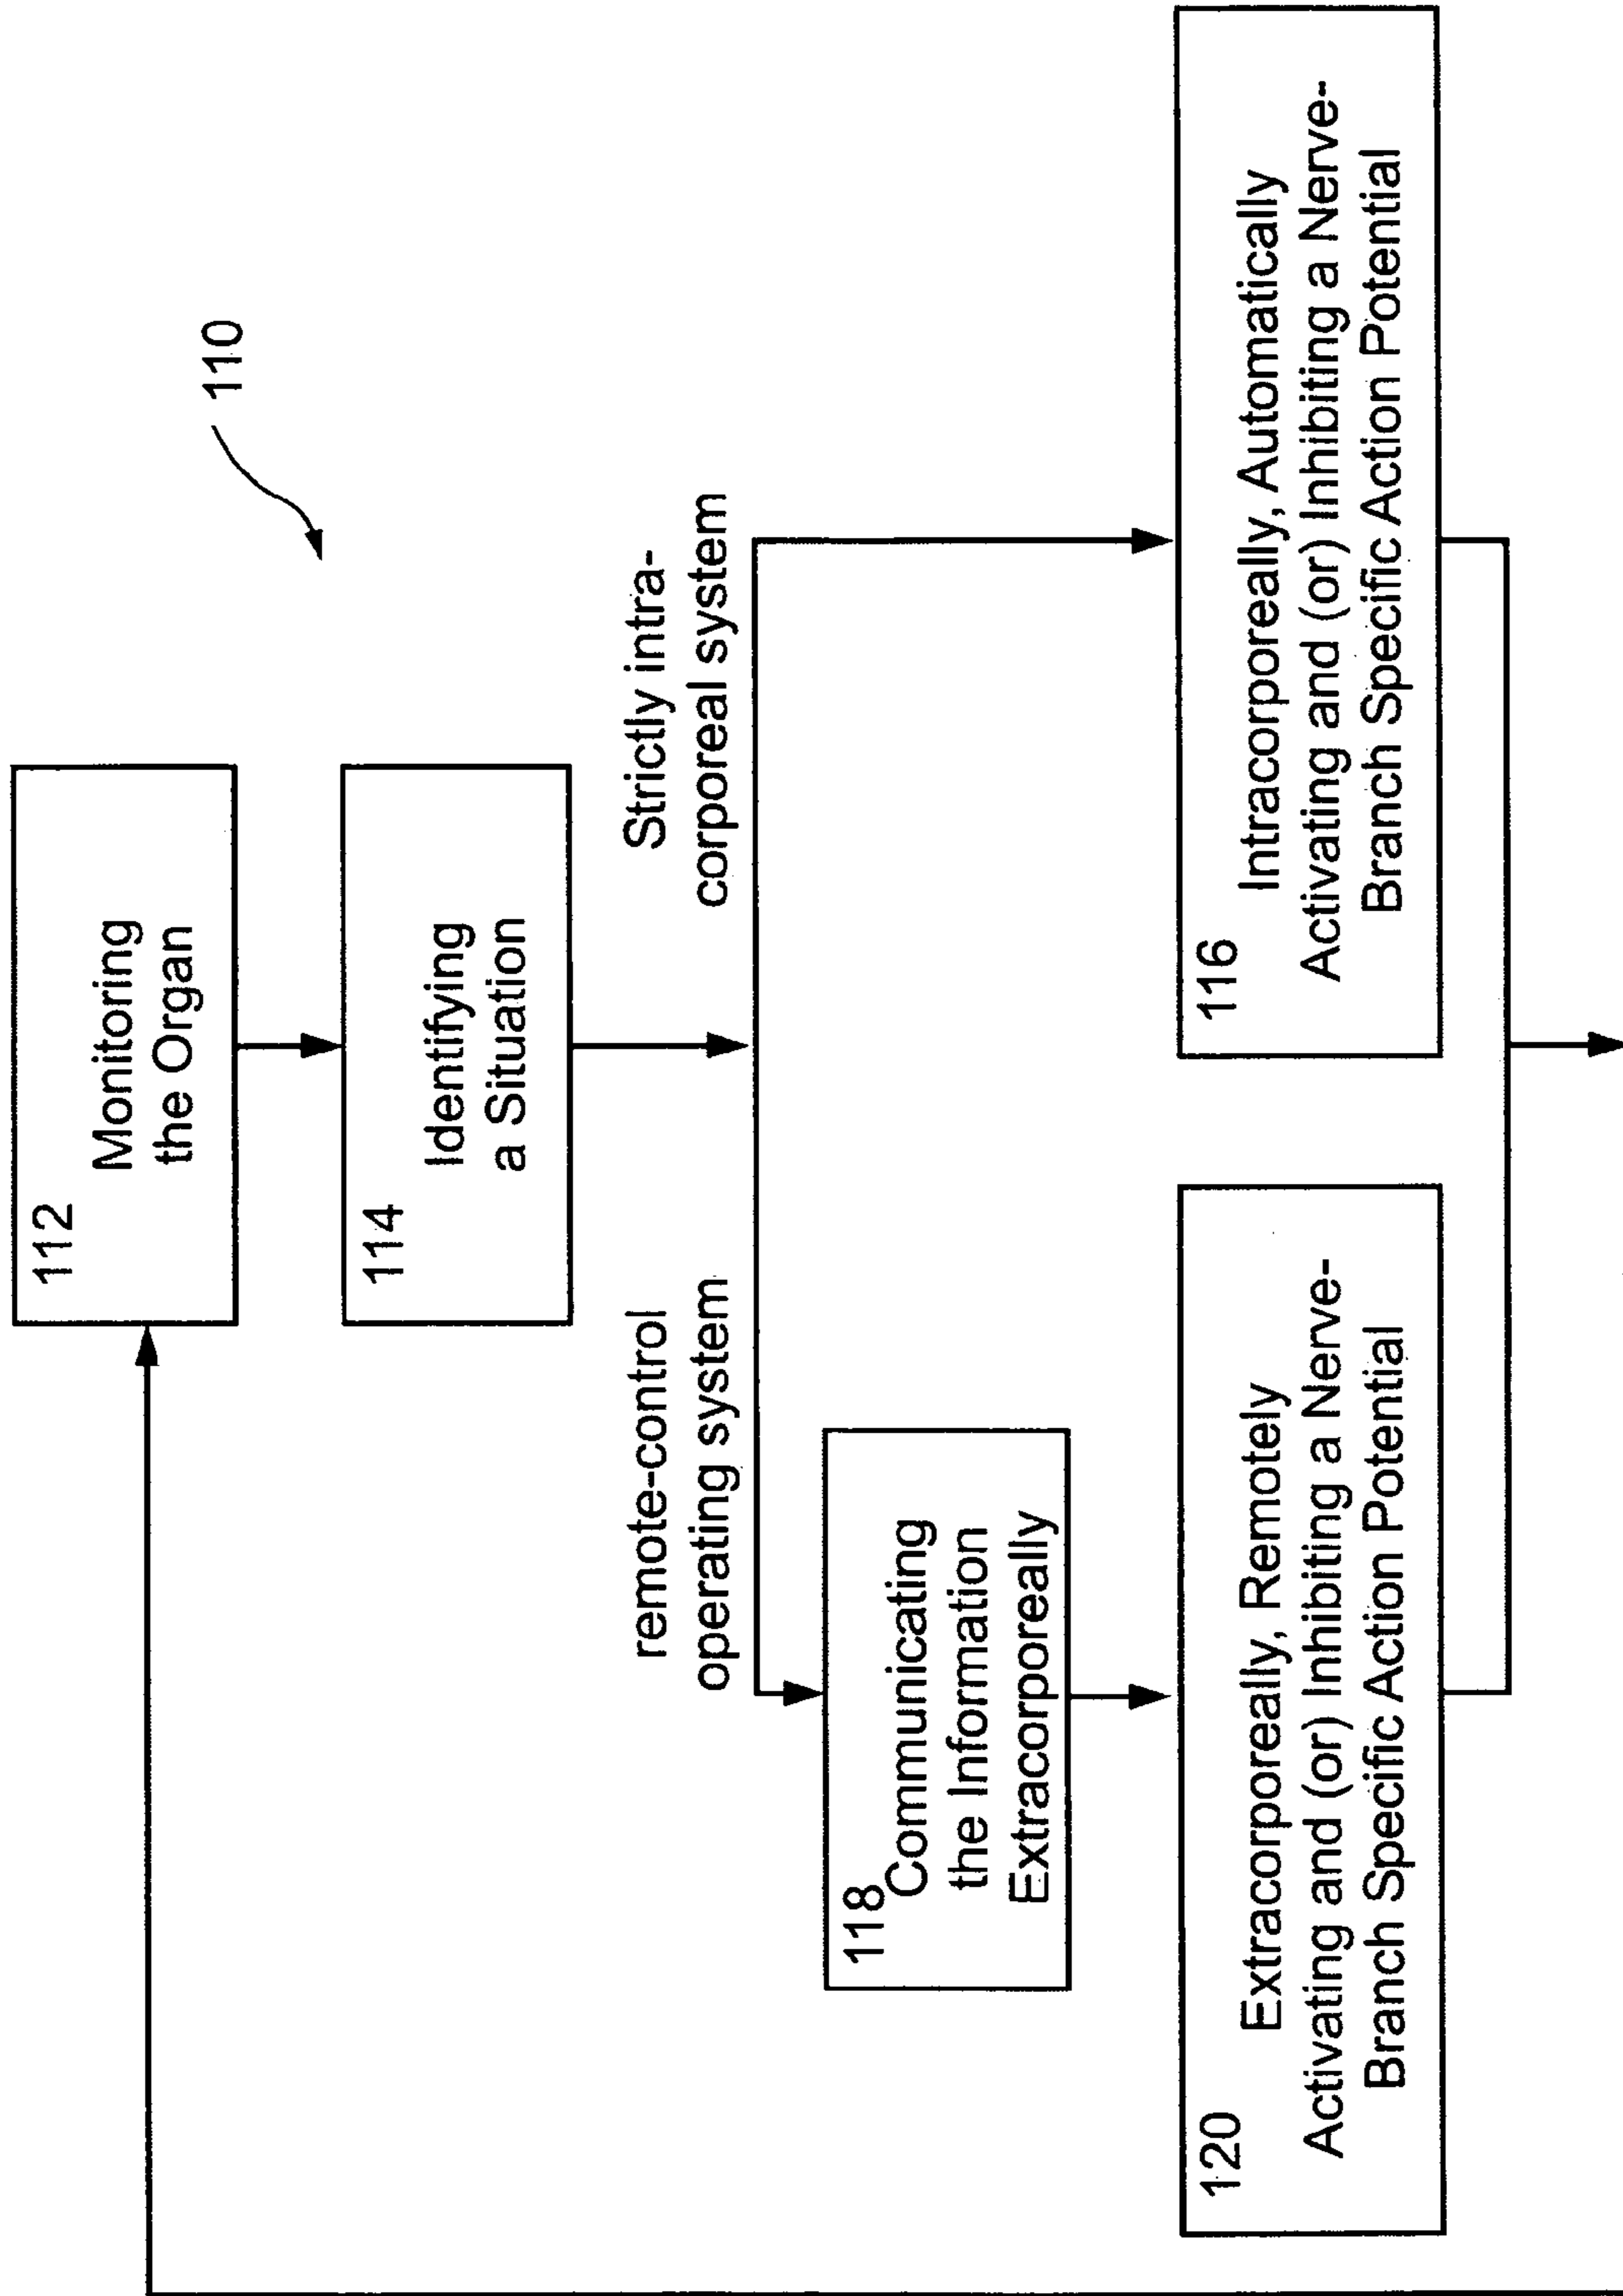 110
112
Monitoring
the Organ
114
Identifying
a Situation
remote-control
operating system
Strictly intra-
corporeal system
118
Communicating
the Information
Extracorporeally
120
Extracorporeally, Remotely
Activating and (or) Inhibiting a Nerve-
Branch Specific Action Potential
116
Intracorporeally, Automatically
Activating and (or) Inhibiting a Nerve-
Branch Specific Action Potential